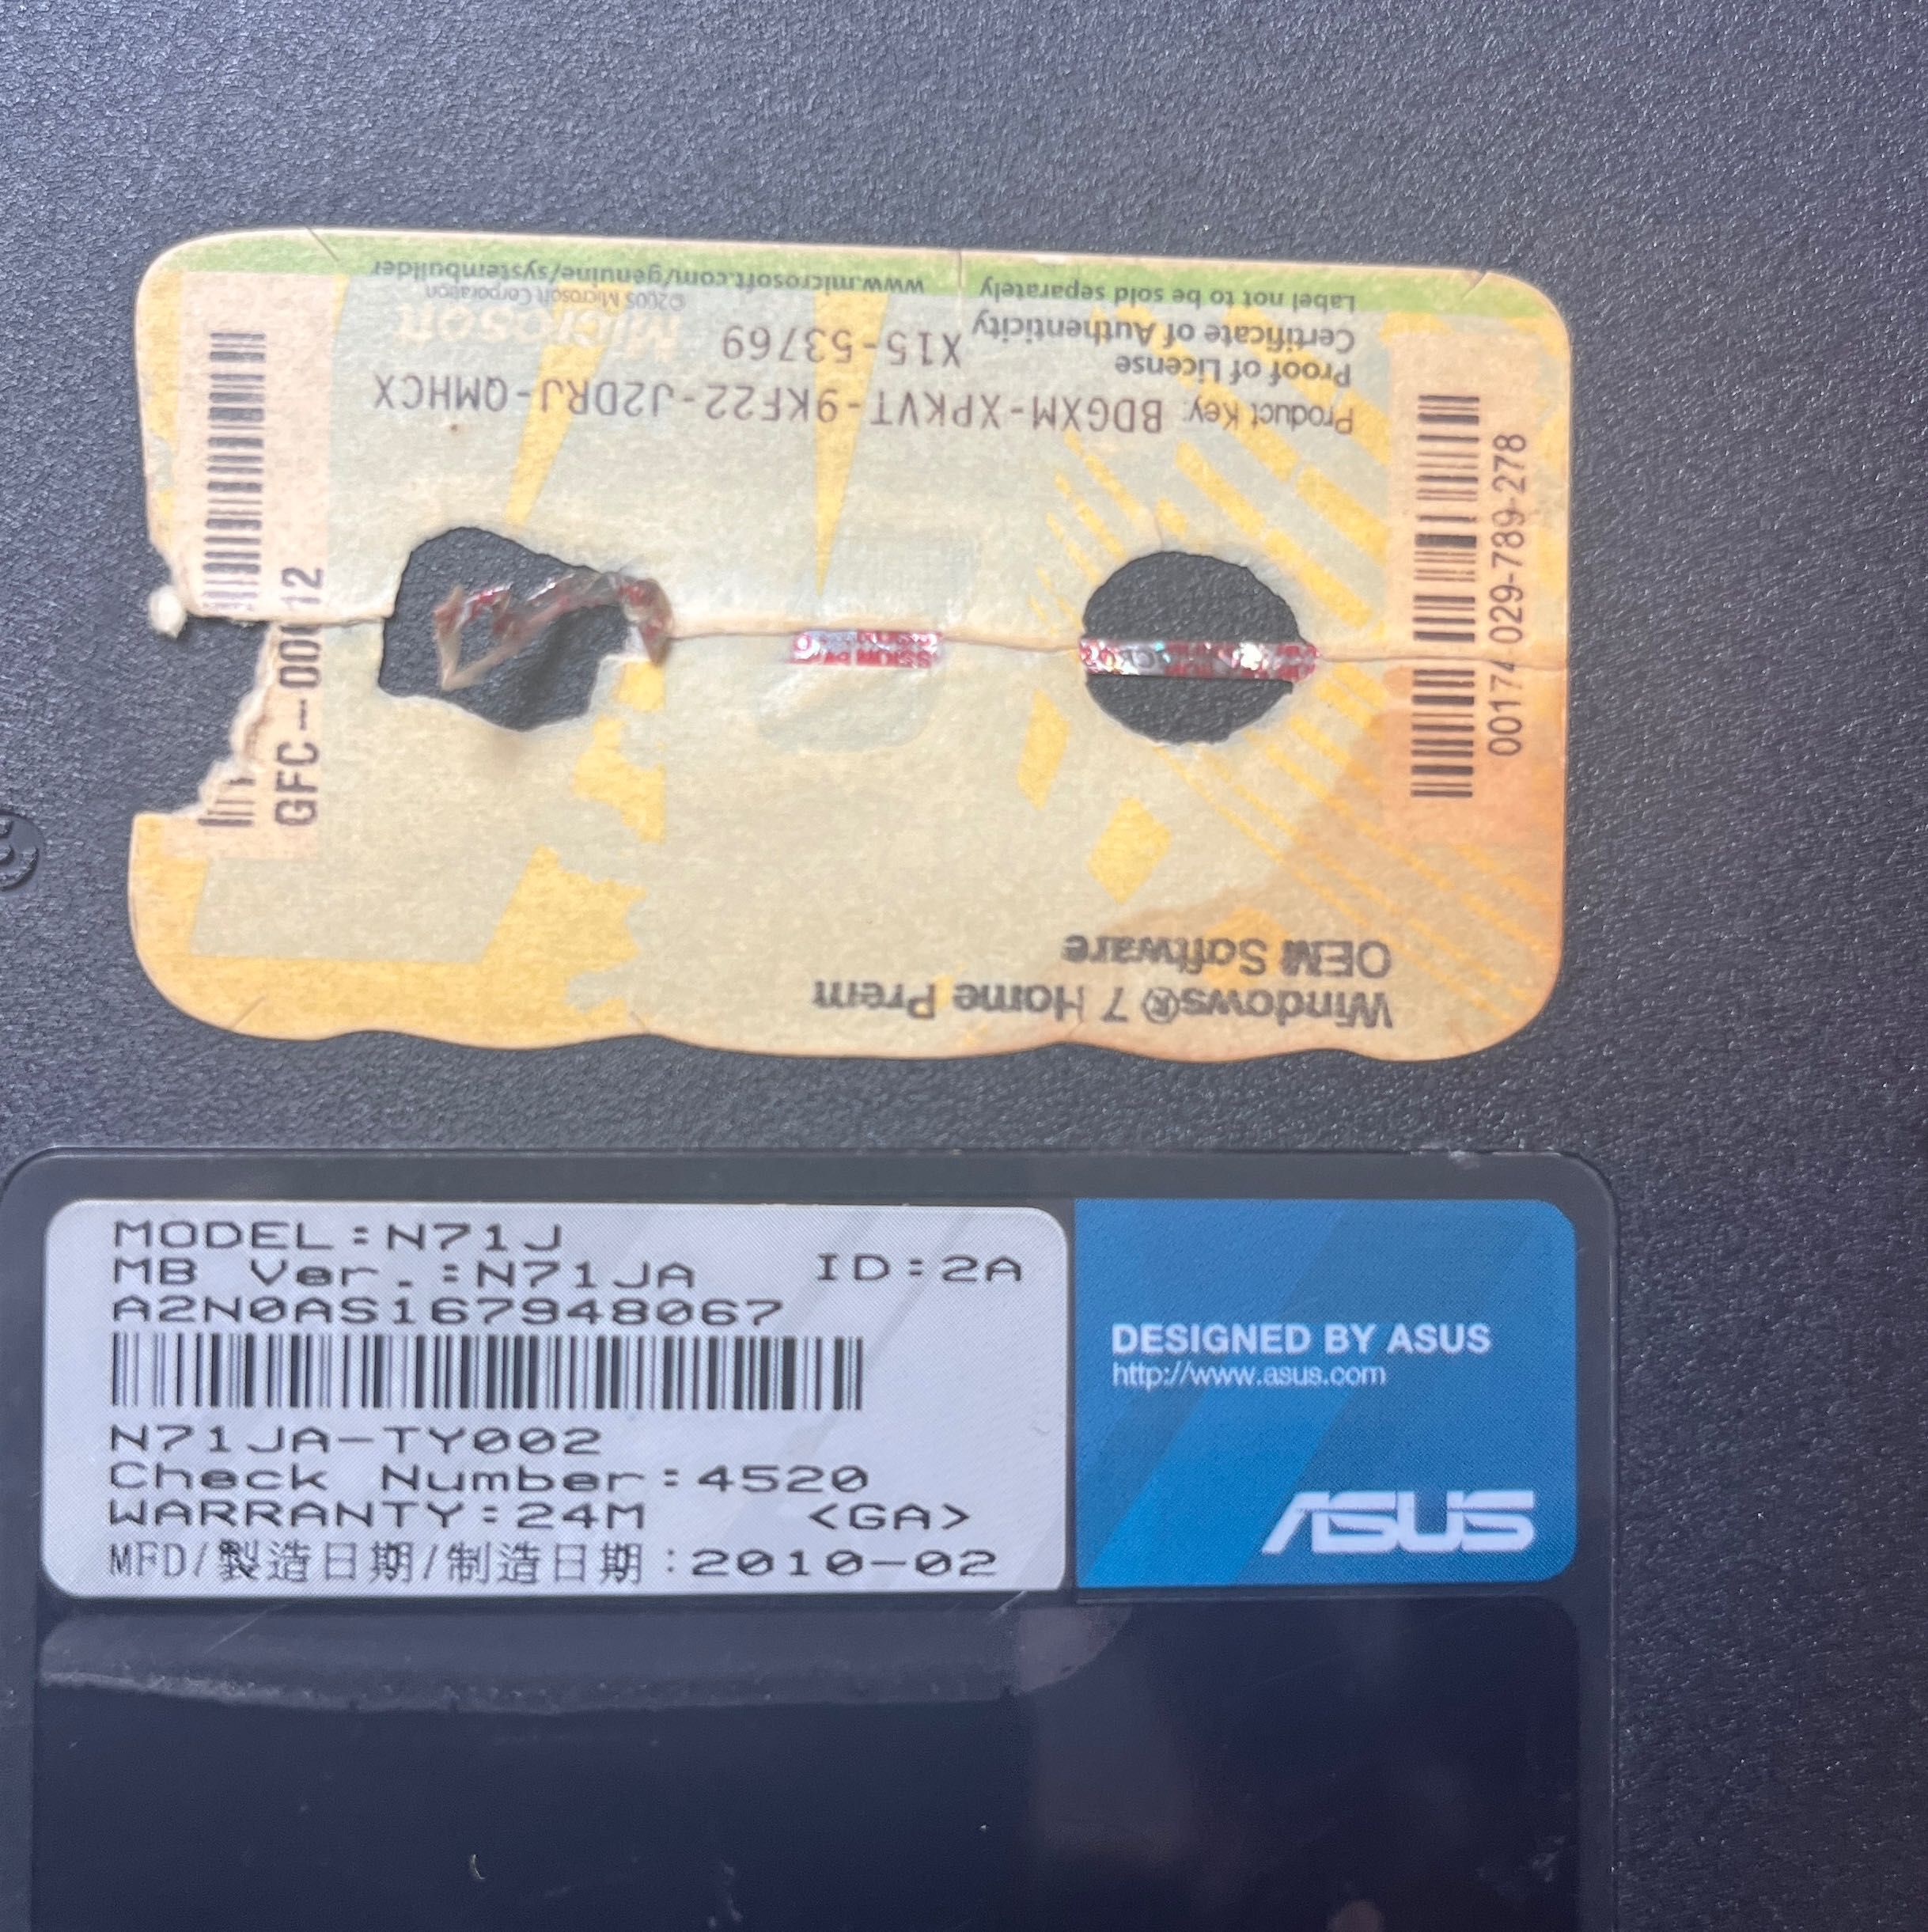 www.microsoft.com/genuine/systembuilder
Label not to be sold separately
©2005 Microsoft Corporation
Microsoft
Certificate of Authenticity
X15-53769
Proof of License
Product Key: BDGXM-XPKVT-9KF22-J2DRJ-QMHCX
00174-029-789-278
OEM Software
Windows® 7 Home Prem
MODEL:N71J
MB Ver.:N71JA ID:2A
A2N0AS167948067
N71JA-TY002
Check Number:4520
WARRANTY:24M <GA>
MFD/製造日期/制造日期:2010-02
DESIGNED BY ASUS
http://www.asus.com
ASUS